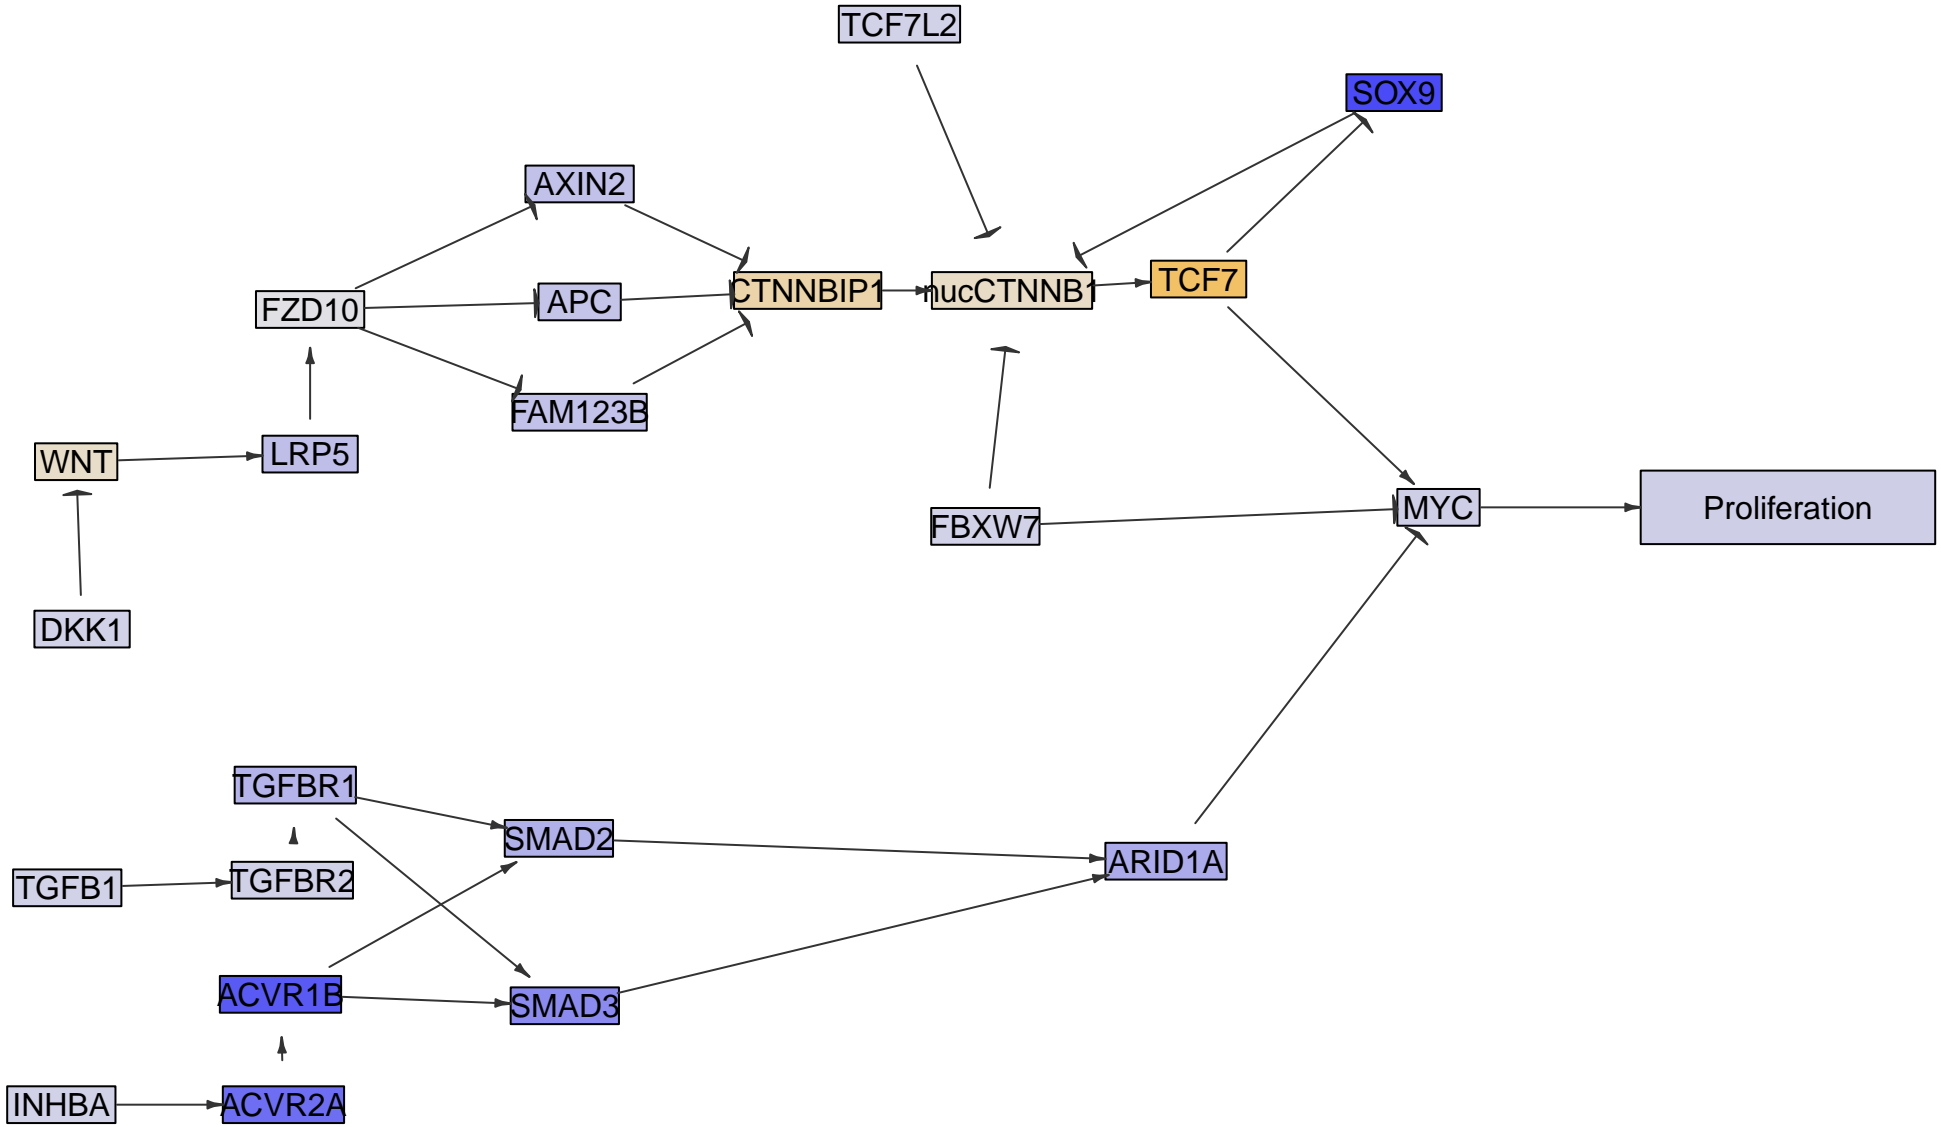 TCF7L2
SOX9
AXIN2
TCF7
CTNNBIP1
nucCTNNB1
APC
FZD10
FAM123B
LRP5
WNT
MYC
Proliferation
FBXW7
DKK1
TGFBR1
SMAD2
ARID1A
TGFBR2
TGFB1
ACVR1B
SMAD3
INHBA
ACVR2A